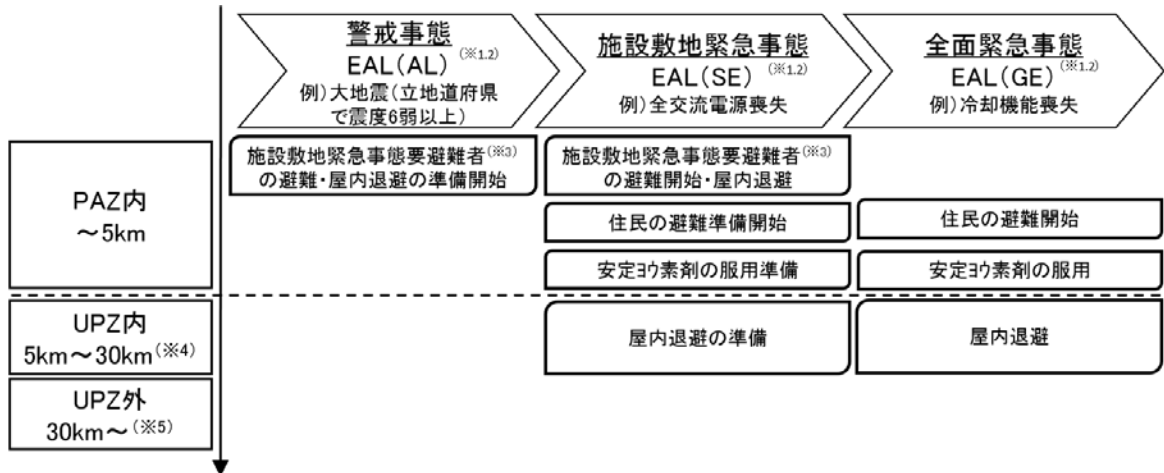 警戒事態
EAL(AL) (※1.2)
例)大地震(立地道府県
で震度6弱以上)
施設敷地緊急事態
EAL(SE) (※1.2)
例)全交流電源喪失
全面緊急事態
EAL(GE) (※1.2)
例)冷却機能喪失
PAZ内
~5km
施設敷地緊急事態要避難者(※3)
の避難・屋内退避の準備開始
施設敷地緊急事態要避難者(※3)
の避難開始・屋内退避
住民の避難準備開始
住民の避難開始
安定ヨウ素剤の服用準備
安定ヨウ素剤の服用
UPZ内
5km~30km(※4)
屋内退避の準備
屋内退避
UPZ外
30km~(※5)